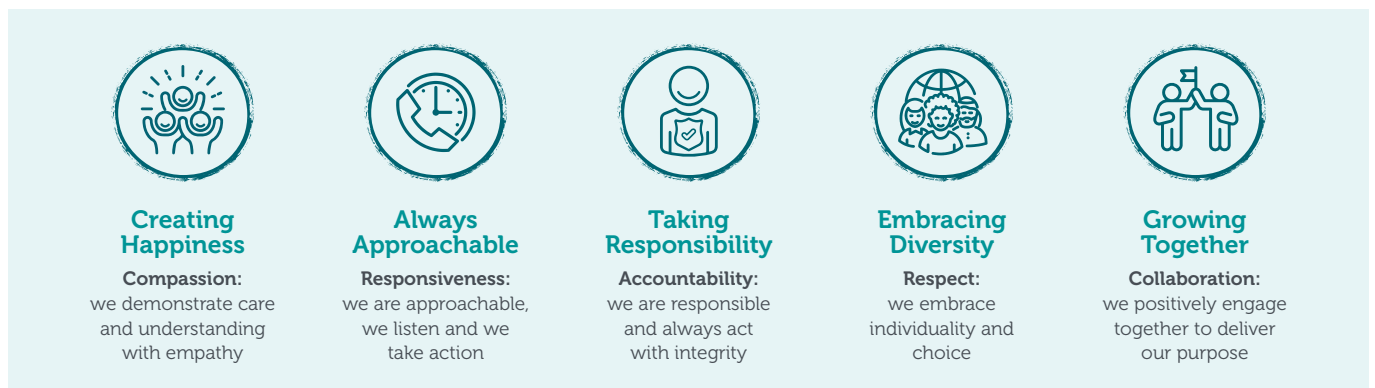 Creating
Happiness
Compassion:
we demonstrate care
and understanding
with empathy
Always
Approachable
Responsiveness:
we are approachable,
we listen and we
take action
Taking
Responsibility
Accountability:
we are responsible
and always act
with integrity
Embracing
Diversity
Respect:
we embrace
individuality and
choice
Growing
Together
Collaboration:
we positively engage
together to deliver
our purpose